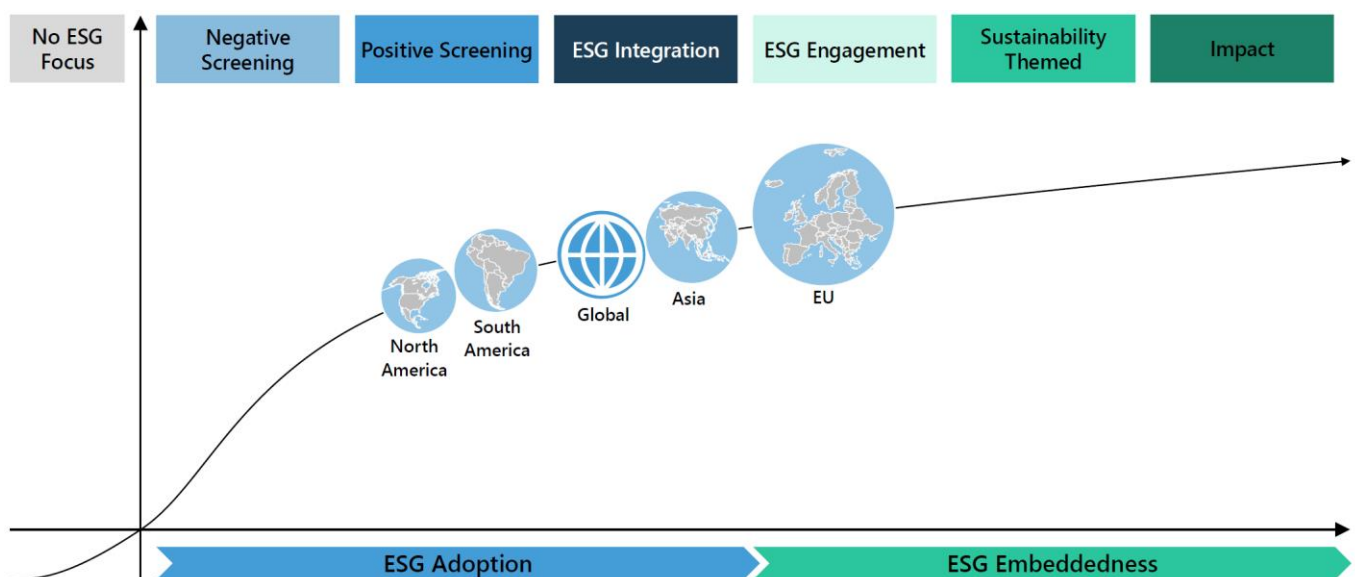 No ESG
Focus
Negative
Screening
Positive Screening
ESG Integration
ESG Engagement
Sustainability
Themed
Impact
North
America
South
America
Global
Asia
EU
ESG Adoption
ESG Embeddedness